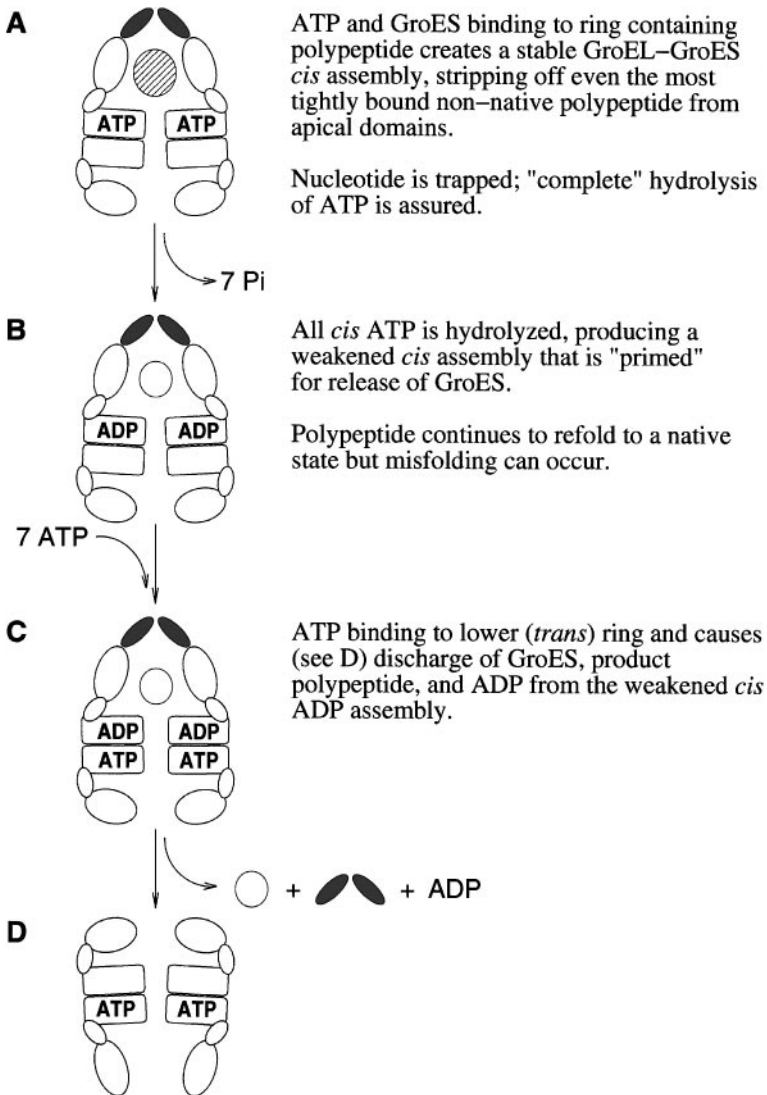 A
ATP and GroES binding to ring containing
polypeptide creates a stable GroEL–GroES
cis assembly, stripping off even the most
tightly bound non–native polypeptide from
apical domains.
ATP ATP
Nucleotide is trapped; "complete" hydrolysis
of ATP is assured.
7 Pi
B
All cis ATP is hydrolyzed, producing a
weakened cis assembly that is "primed"
for release of GroES.
ADP ADP
Polypeptide continues to refold to a native
state but misfolding can occur.
7 ATP
C
ATP binding to lower (trans) ring and causes
(see D) discharge of GroES, product
polypeptide, and ADP from the weakened cis
ADP assembly.
ADP ADP
ATP ATP
+ + ADP
D
ATP ATP